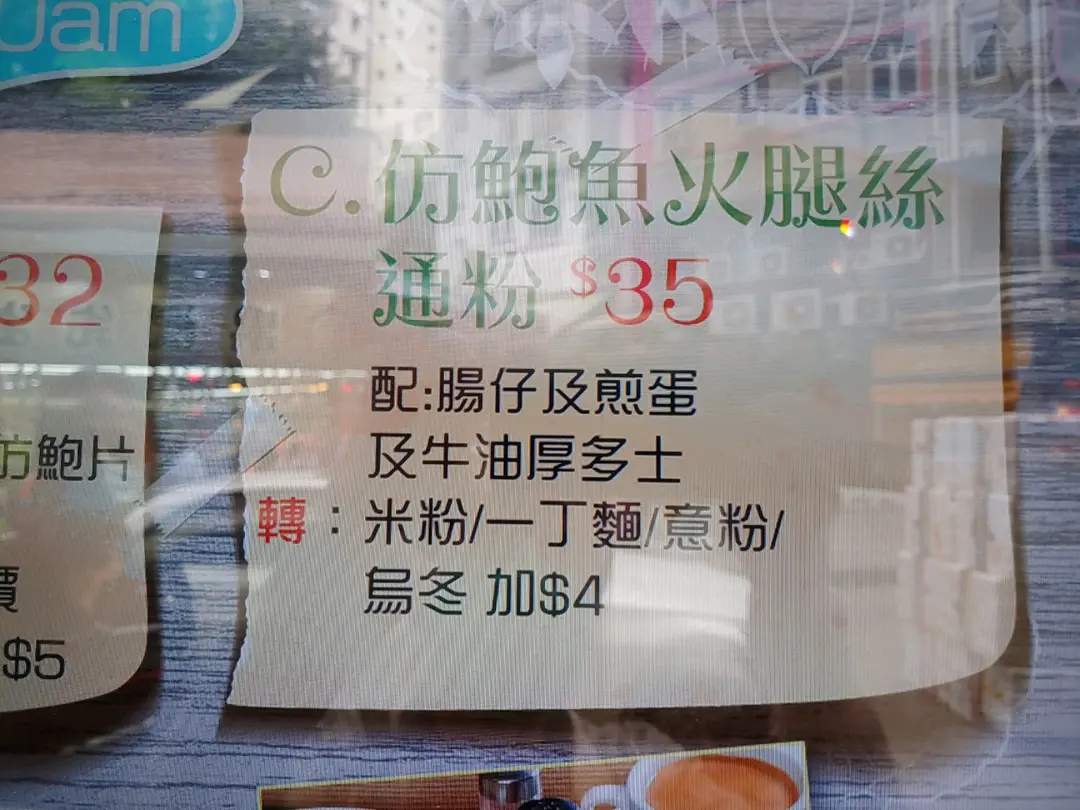 Jam
C.仿鮑魚火腿絲
通粉 $35
配:腸仔及煎蛋
及牛油厚多士
轉：米粉/一丁麵/意粉/
烏冬 加$4
32
仿鮑片
價
$5